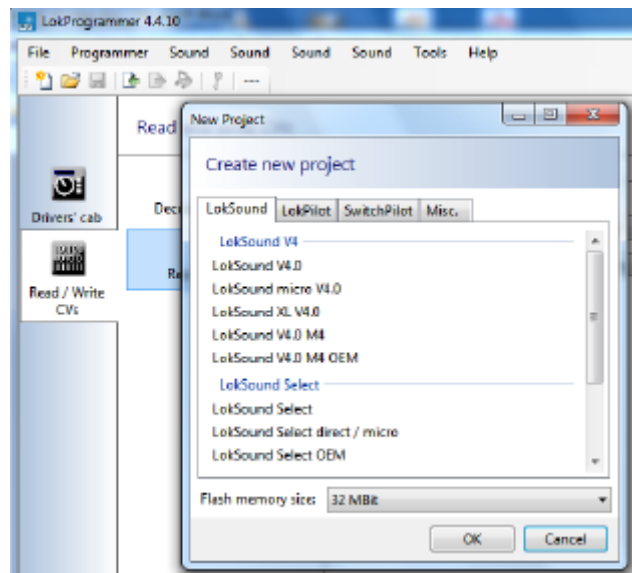 LokProgrammer 4.4.10
File Programmer Sound Sound Sound Sound Tools Help
Read
New Project
Create new project
LokSound LokPilot SwitchPilot Misc.
LokSound V4
LokSound V4.0
LokSound micro V4.0
LokSound XL V4.0
LokSound V4.0 M4
LokSound V4.0 M4 OEM
LokSound Select
LokSound Select
LokSound Select direct / micro
LokSound Select OEM
Flash memory size: 32 MBit
OK Cancel
Drivers' cab
Read / Write
CVs
Deco
Re